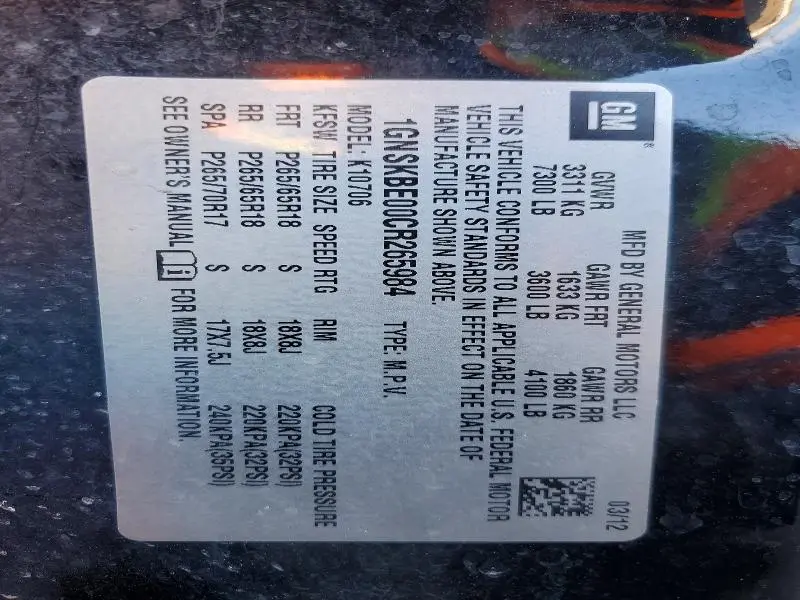 MFD BY GENERAL MOTORS LLC 03/12
GM®
GVWR GAWR FRT GAWR RR
3311 KG 1633 KG 1860 KG
7300 LB 3600 LB 4100 LB
THIS VEHICLE CONFORMS TO ALL APPLICABLE U.S. FEDERAL MOTOR
VEHICLE SAFETY STANDARDS IN EFFECT ON THE DATE OF
MANUFACTURE SHOWN ABOVE.
1GNSKBE00CR265984 TYPE: M.P.V.
MODEL: K10706
KFSW TIRE SIZE SPEED RTG RIM COLD TIRE PRESSURE
FRT P265/65R18 S 18X8J 220KPA(32PSI)
RR P265/65R18 S 18X8J 220KPA(32PSI)
SPA P265/70R17 S 17X7.5J 240KPA(35PSI)
SEE OWNER'S MANUAL i FOR MORE INFORMATION.